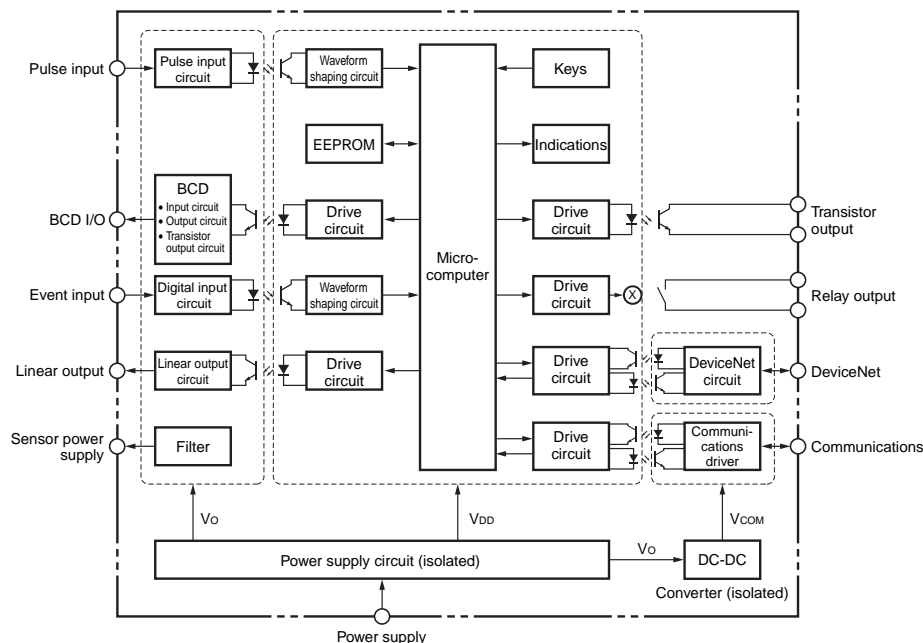 Pulse input
Pulse input
circuit
Waveform
shaping circuit
Keys
EEPROM
Indications
BCD I/O
BCD
• Input circuit
• Output circuit
• Transistor
output circuit
Drive
circuit
Micro-
computer
Drive
circuit
Transistor
output
Event input
Digital input
circuit
Waveform
shaping circuit
Drive
circuit
X
Relay output
Linear output
Linear output
circuit
Drive
circuit
Drive
circuit
DeviceNet
circuit
DeviceNet
Sensor power
supply
Filter
Drive
circuit
Communi-
cations
driver
Communications
VO
VDD
VCOM
Power supply circuit (isolated)
VO
DC-DC
Converter (isolated)
Power supply